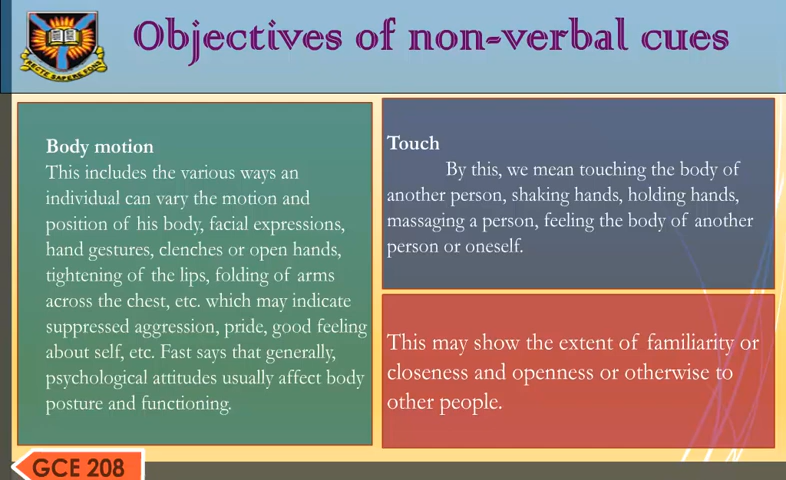 Objectives of non-verbal cues
RECTE SAPERE FONS
Body motion
This includes the various ways an
individual can vary the motion and
position of his body, facial expressions,
hand gestures, clenches or open hands,
tightening of the lips, folding of arms
across the chest, etc. which may indicate
suppressed aggression, pride, good feeling
about self, etc. Fast says that generally,
psychological attitudes usually affect body
posture and functioning.
Touch
By this, we mean touching the body of
another person, shaking hands, holding hands,
massaging a person, feeling the body of another
person or oneself.
This may show the extent of familiarity or
closeness and openness or otherwise to
other people.
GCE 208